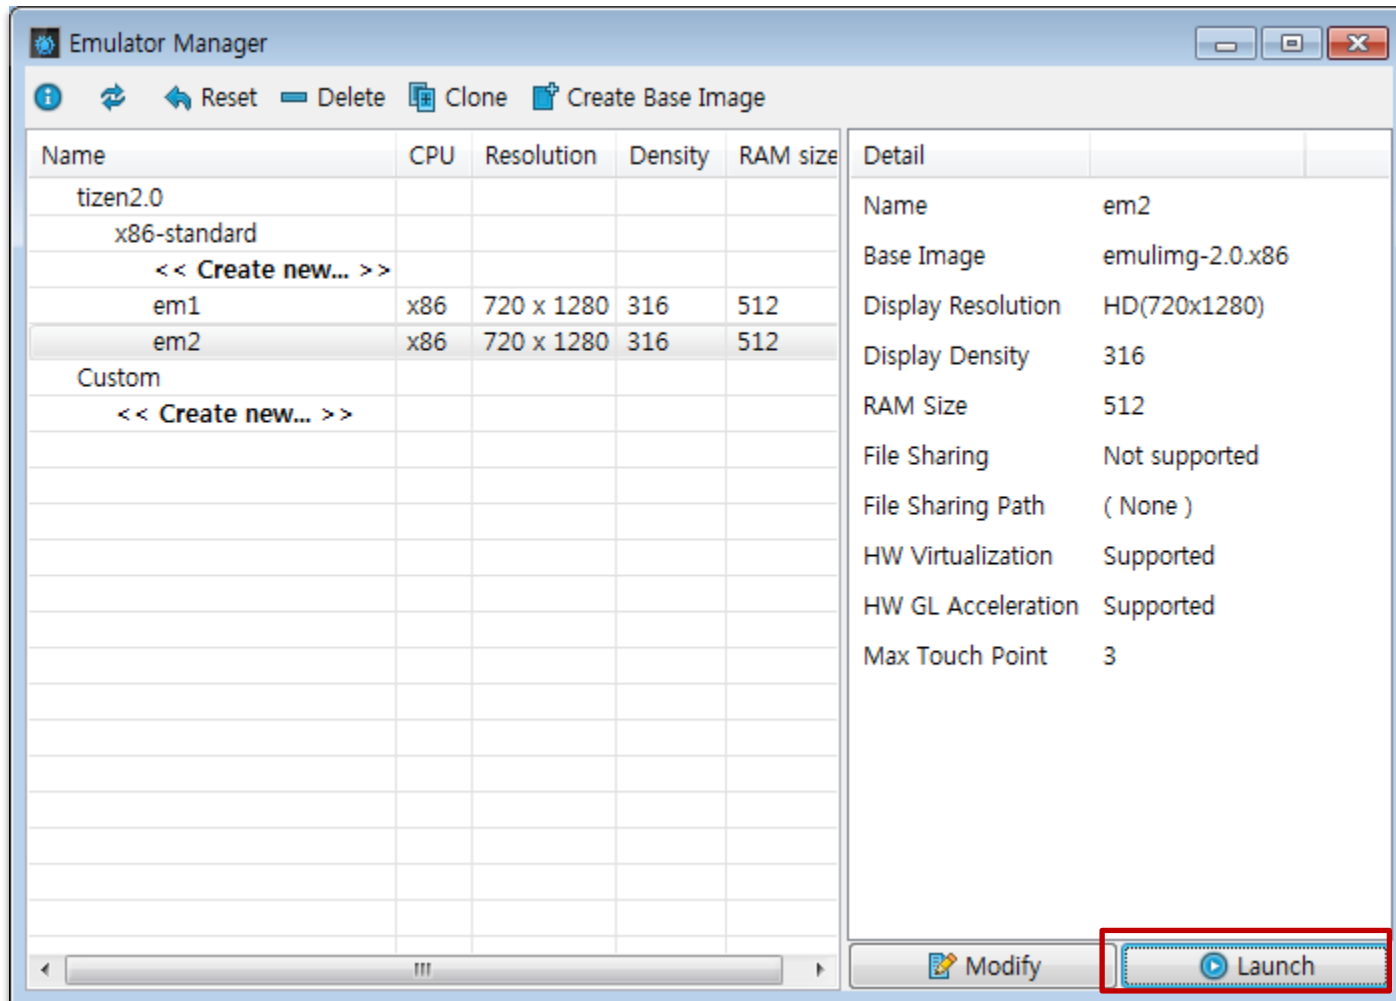 Emulator Manager
Reset Delete Clone Create Base Image
Name CPU Resolution Density RAM size
tizen2.0
x86-standard
<< Create new... >>
em1 x86 720 x 1280 316 512
em2 x86 720 x 1280 316 512
Custom
<< Create new... >>
Detail
Name em2
Base Image emulimg-2.0.x86
Display Resolution HD(720x1280)
Display Density 316
RAM Size 512
File Sharing Not supported
File Sharing Path ( None )
HW Virtualization Supported
HW GL Acceleration Supported
Max Touch Point 3
Modify Launch